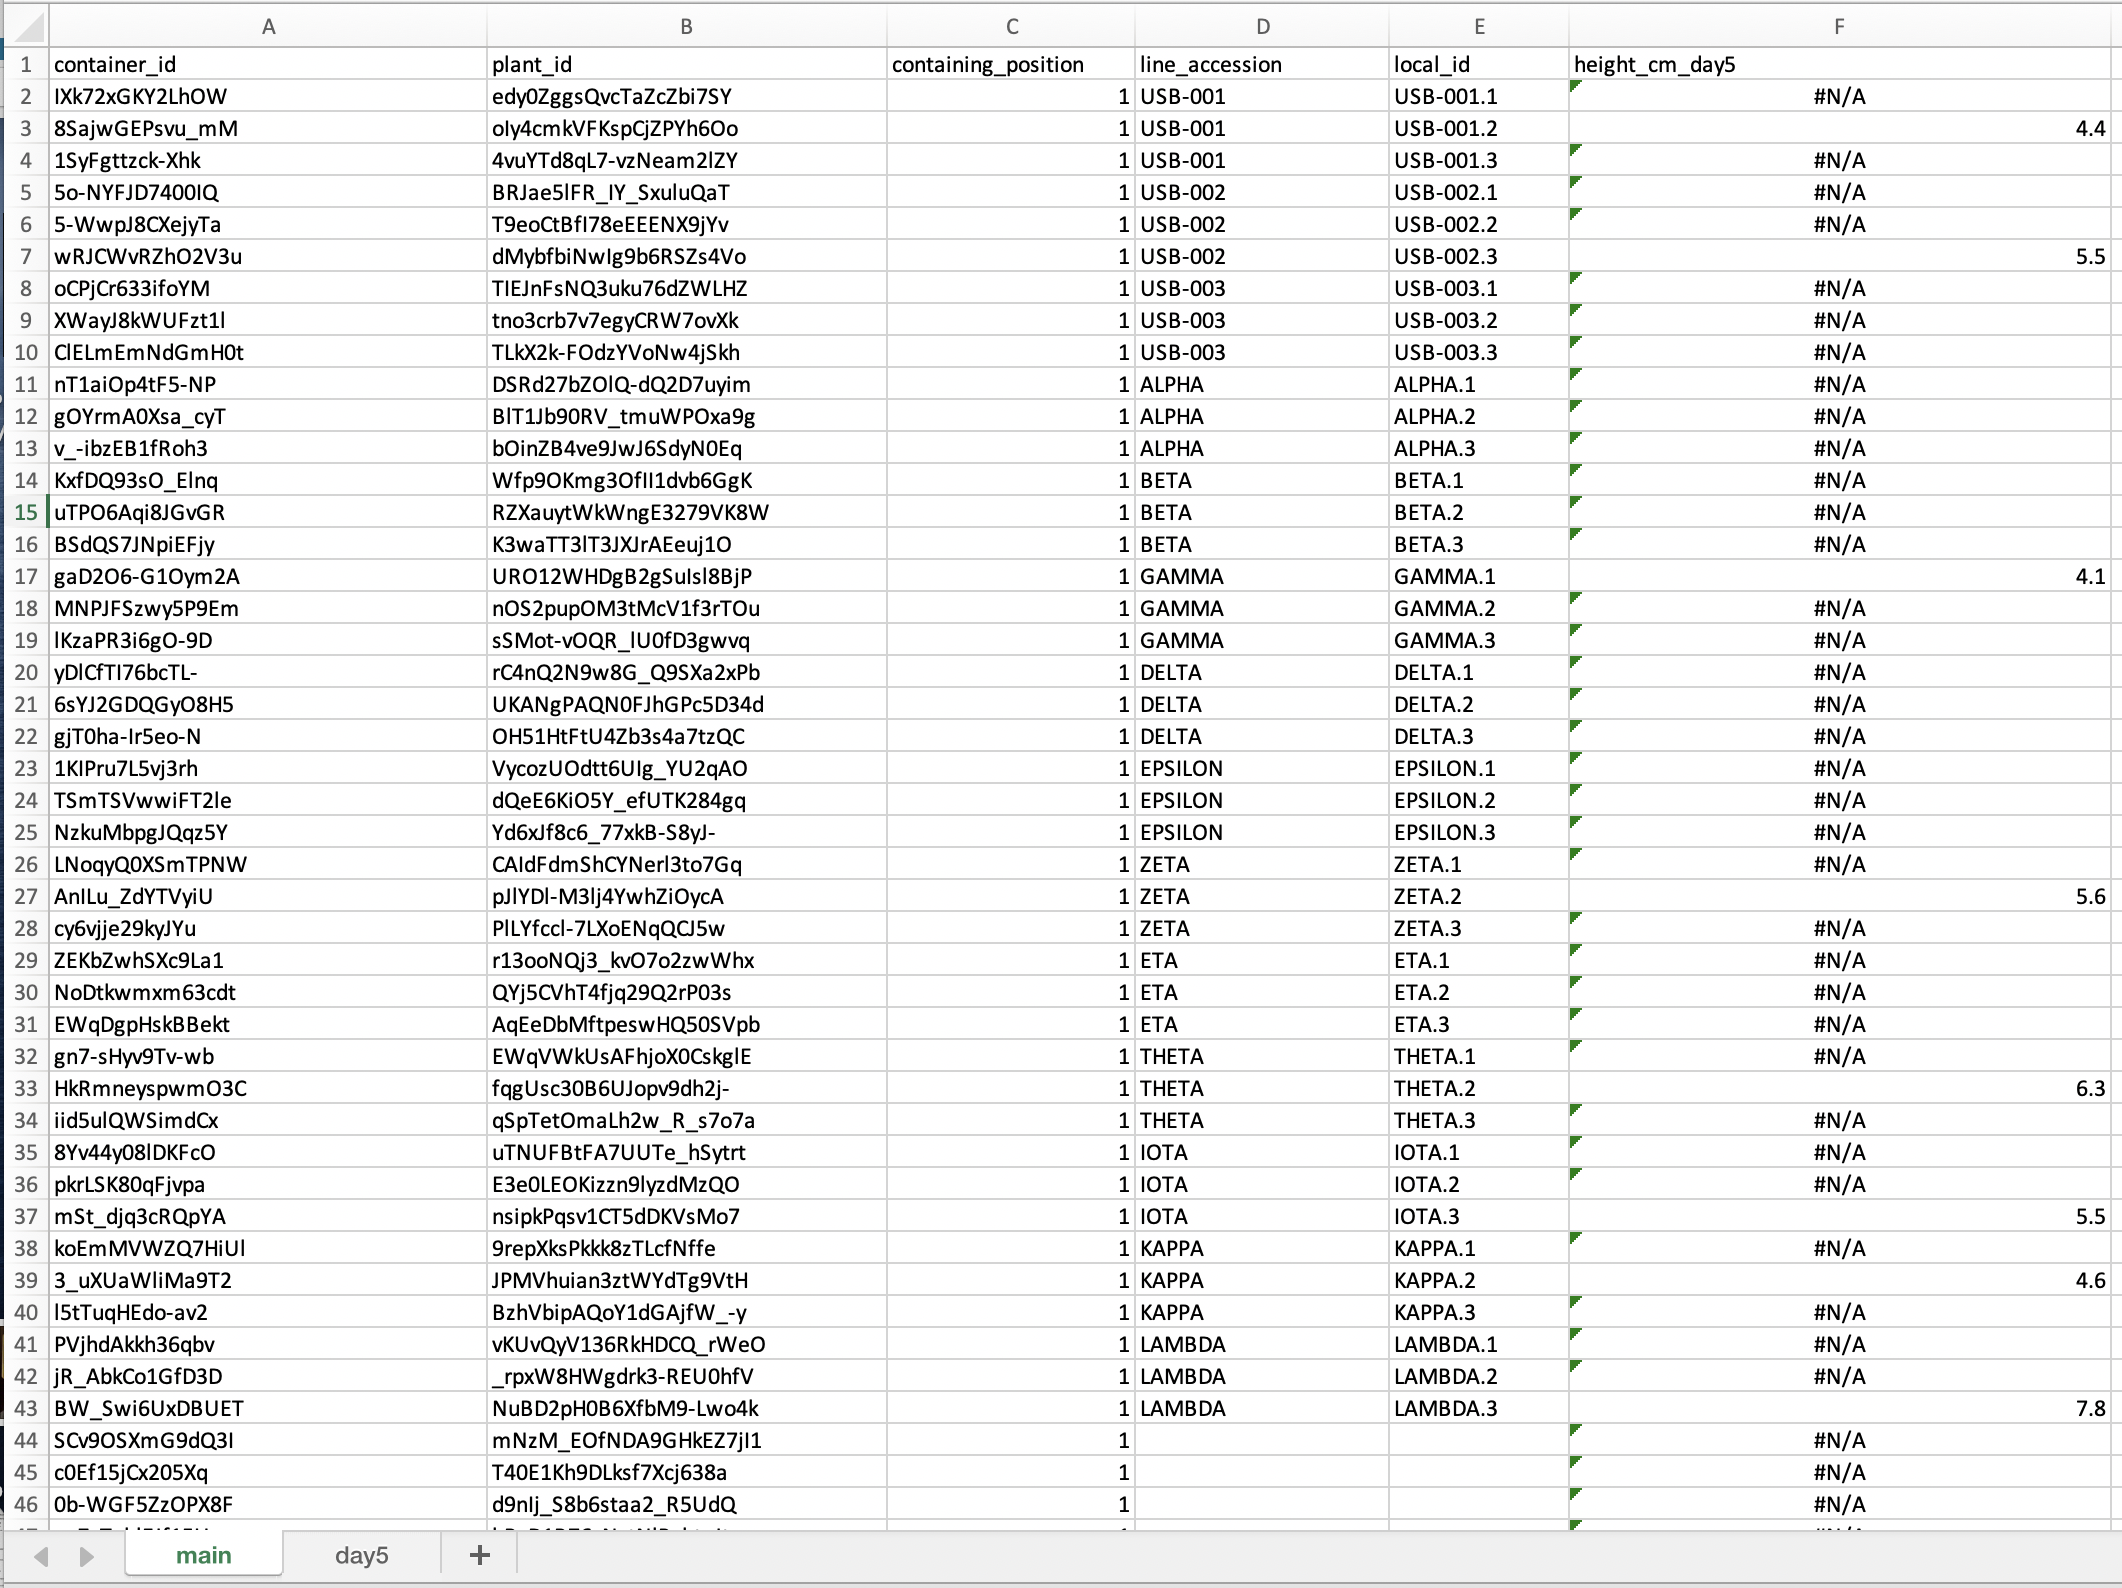 A B C D E F
1 container_id plant_id containing_position line_accession local_id height_cm_day5
2 IXk72xGKY2LhOW edy0ZggsQvcTaZcZbi7SY 1 USB-001 USB-001.1 #N/A
3 8SajwGEPsvu_mM oIy4cmkVFKspCjZPYh6Oo 1 USB-001 USB-001.2 4.4
4 1SyFgttzck-Xhk 4vuYTd8qL7-vzNeam2lZY 1 USB-001 USB-001.3 #N/A
5 5o-NYFJD7400IQ BRJae5lFR_IY_SxuluQaT 1 USB-002 USB-002.1 #N/A
6 5-WwpJ8CXejyTa T9eoCtBfI78eEEENX9jYv 1 USB-002 USB-002.2 #N/A
7 wRJCWvRZhO2V3u dMybfbiNwIg9b6RSZs4Vo 1 USB-002 USB-002.3 5.5
8 oCPjCr633ifoYM TIEJnFsNQ3uku76dZWLHZ 1 USB-003 USB-003.1 #N/A
9 XWayJ8kWUFzt1l tno3crb7v7egyCRW7ovXk 1 USB-003 USB-003.2 #N/A
10 ClELmEmNdGmH0t TLkX2k-FOdzYVoNw4jSkh 1 USB-003 USB-003.3 #N/A
11 nT1aiOp4tF5-NP DSRd27bZOlQ-dQ2D7uyim 1 ALPHA ALPHA.1 #N/A
12 gOYrmA0Xsa_cyT BlT1Jb90RV_tmuWPOxa9g 1 ALPHA ALPHA.2 #N/A
13 v_-ibzEB1fRoh3 bOinZB4ve9JwJ6SdyN0Eq 1 ALPHA ALPHA.3 #N/A
14 KxfDQ93sO_Elnq Wfp9OKmg3OfII1dvb6GgK 1 BETA BETA.1 #N/A
15 uTPO6Aqi8JGvGR RZXauytWkWngE3279VK8W 1 BETA BETA.2 #N/A
16 BSdQS7JNpiEFjy K3waTT3lT3JXJrAEeuj1O 1 BETA BETA.3 #N/A
17 gaD2O6-G1Oym2A URO12WHDgB2gSuIsl8BjP 1 GAMMA GAMMA.1 4.1
18 MNPJFSzwy5P9Em nOS2pupOM3tMcV1f3rTOu 1 GAMMA GAMMA.2 #N/A
19 lKzaPR3i6gO-9D sSMot-vOQR_lU0fD3gwvq 1 GAMMA GAMMA.3 #N/A
20 yDlCfTI76bcTL- rC4nQ2N9w8G_Q9SXa2xPb 1 DELTA DELTA.1 #N/A
21 6sYJ2GDQGyO8H5 UKANgPAQN0FJhGPc5D34d 1 DELTA DELTA.2 #N/A
22 gjT0ha-Ir5eo-N OH51HtFtU4Zb3s4a7tzQC 1 DELTA DELTA.3 #N/A
23 1KIPru7L5vj3rh VycozUOdtt6UIg_YU2qAO 1 EPSILON EPSILON.1 #N/A
24 TSmTSVwwiFT2le dQeE6KiO5Y_efUTK284gq 1 EPSILON EPSILON.2 #N/A
25 NzkuMbpgJQqz5Y Yd6xJf8c6_77xkB-S8yJ- 1 EPSILON EPSILON.3 #N/A
26 LNoqyQ0XSmTPNW CAIdFdmShCYNerl3to7Gq 1 ZETA ZETA.1 #N/A
27 AnILu_ZdYTVyiU pJlYDl-M3lj4YwhZiOycA 1 ZETA ZETA.2 5.6
28 cy6vjje29kyJYu PlLYfccl-7LXoENqQCJ5w 1 ZETA ZETA.3 #N/A
29 ZEKbZwhSXc9La1 r13ooNQj3_kvO7o2zwWhx 1 ETA ETA.1 #N/A
30 NoDtkwmxm63cdt QYj5CVhT4fjq29Q2rP03s 1 ETA ETA.2 #N/A
31 EWqDgpHskBBekt AqEeDbMftpeswHQ50SVpb 1 ETA ETA.3 #N/A
32 gn7-sHyv9Tv-wb EWqVWkUsAFhjoX0CskglE 1 THETA THETA.1 #N/A
33 HkRmneyspwmO3C fqgUsc30B6UJopv9dh2j- 1 THETA THETA.2 6.3
34 iid5ulQWSimdCx qSpTetOmaLh2w_R_s7o7a 1 THETA THETA.3 #N/A
35 8Yv44y08lDKFcO uTNUFBtFA7UUTe_hSytrt 1 IOTA IOTA.1 #N/A
36 pkrLSK80qFjvpa E3e0LEOKizzn9lyzdMzQO 1 IOTA IOTA.2 #N/A
37 mSt_djq3cRQpYA nsipkPqsv1CT5dDKVsMo7 1 IOTA IOTA.3 5.5
38 koEmMVWZQ7HiUl 9repXksPkkk8zTLcfNffe 1 KAPPA KAPPA.1 #N/A
39 3_uXUaWliMa9T2 JPMVhuian3ztWYdTg9VtH 1 KAPPA KAPPA.2 4.6
40 l5tTuqHEdo-av2 BzhVbipAQoY1dGAjfW_-y 1 KAPPA KAPPA.3 #N/A
41 PVjhdAkkh36qbv vKUvQyV136RkHDCQ_rWeO 1 LAMBDA LAMBDA.1 #N/A
42 jR_AbkCo1GfD3D _rpxW8HWgdrk3-REU0hfV 1 LAMBDA LAMBDA.2 #N/A
43 BW_Swi6UxDBUET NuBD2pH0B6XfbM9-Lwo4k 1 LAMBDA LAMBDA.3 7.8
44 SCv9OSXmG9dQ3I mNzM_EOfNDA9GHkEZ7jI1 1 #N/A
45 c0Ef15jCx205Xq T40E1Kh9DLksf7Xcj638a 1 #N/A
46 0b-WGF5ZzOPX8F d9nIj_S8b6staa2_R5UdQ 1 #N/A
main day5 +